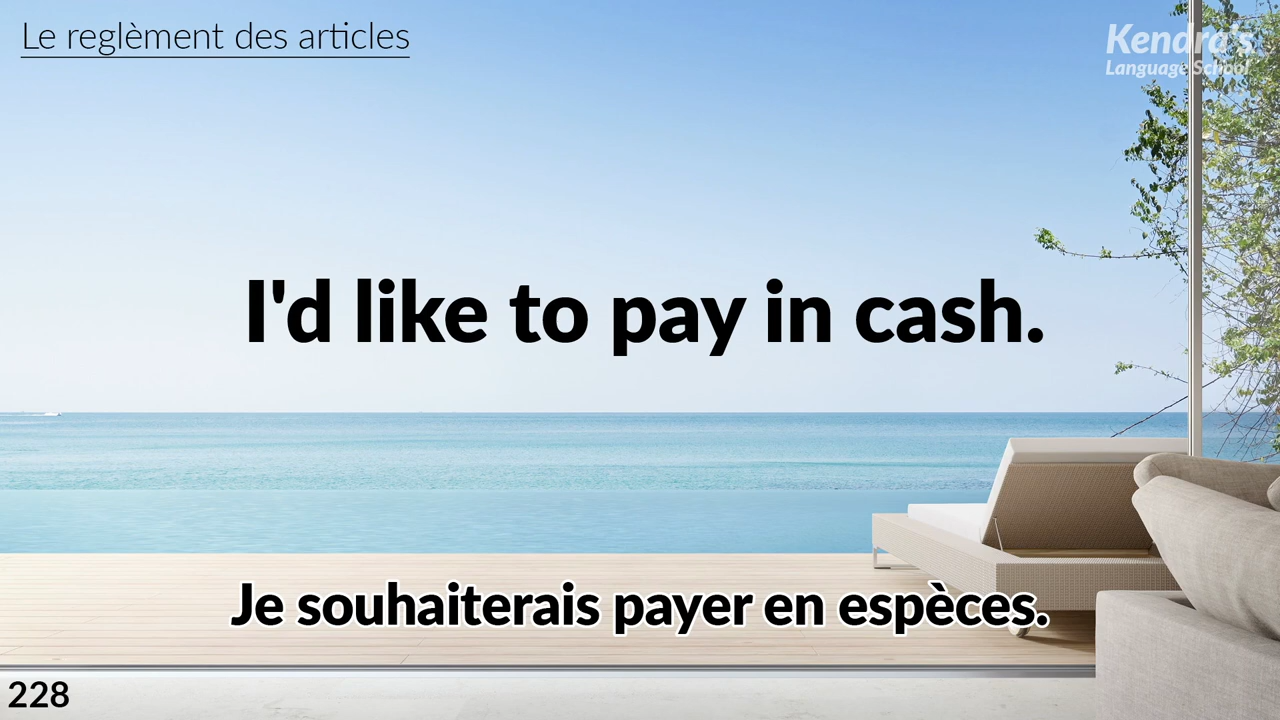 Le reglèment des articles
Kendra's
Language School
I'd like to pay in cash.
Je souhaiterais payer en espèces.
228